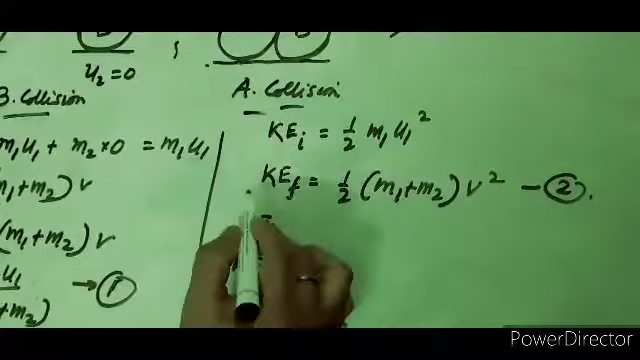 B
B
;
u₂ = 0
B. Collision
A. Collision
m₁u₁ + m₂×0 = m₁u₁
KEᵢ = 1/2 m₁u₁²
m₁+m₂) v
KE_f = 1/2 (m₁+m₂) v² — ②.
(m₁+m₂) v
=
u₁
→ ①
+m₂)
PowerDirector